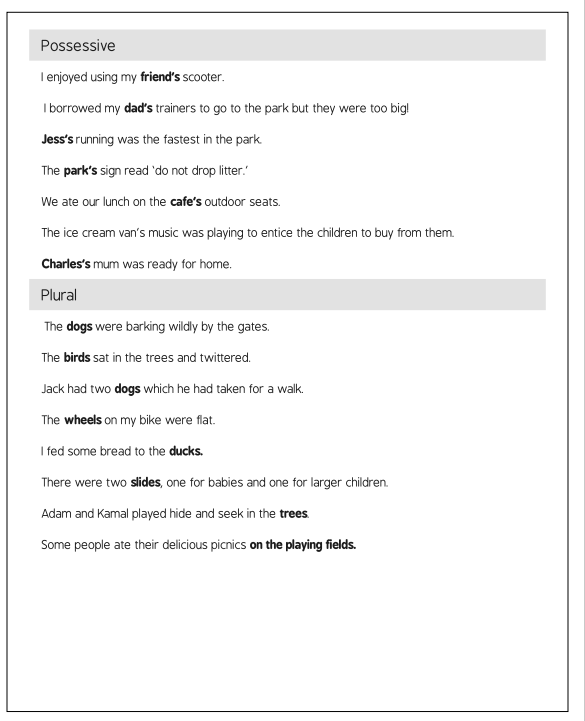 Possessive
I enjoyed using my friend's scooter.
I borrowed my dad's trainers to go to the park but they were too big!
Jess's running was the fastest in the park.
The park's sign read ‘do not drop litter.’
We ate our lunch on the cafe's outdoor seats.
The ice cream van's music was playing to entice the children to buy from them.
Charles's mum was ready for home.
Plural
The dogs were barking wildly by the gates.
The birds sat in the trees and twittered.
Jack had two dogs which he had taken for a walk.
The wheels on my bike were flat.
I fed some bread to the ducks.
There were two slides, one for babies and one for larger children.
Adam and Kamal played hide and seek in the trees.
Some people ate their delicious picnics on the playing fields.